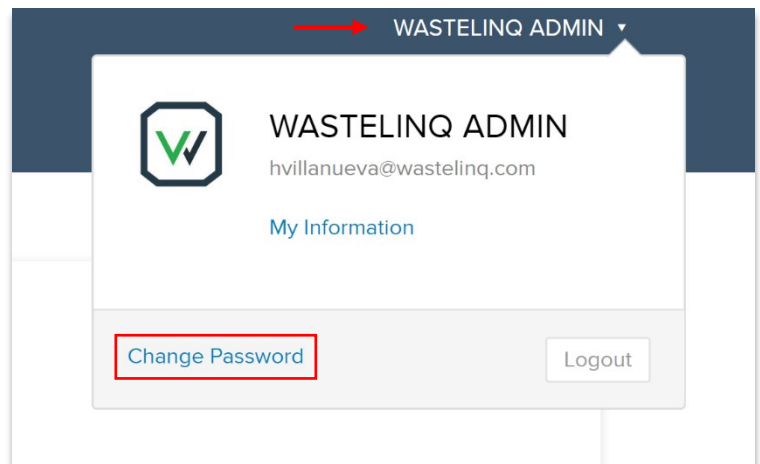 WASTELINQ ADMIN
WASTELINQ ADMIN
hvillanueva@wastelinq.com
My Information
Change Password
Logout